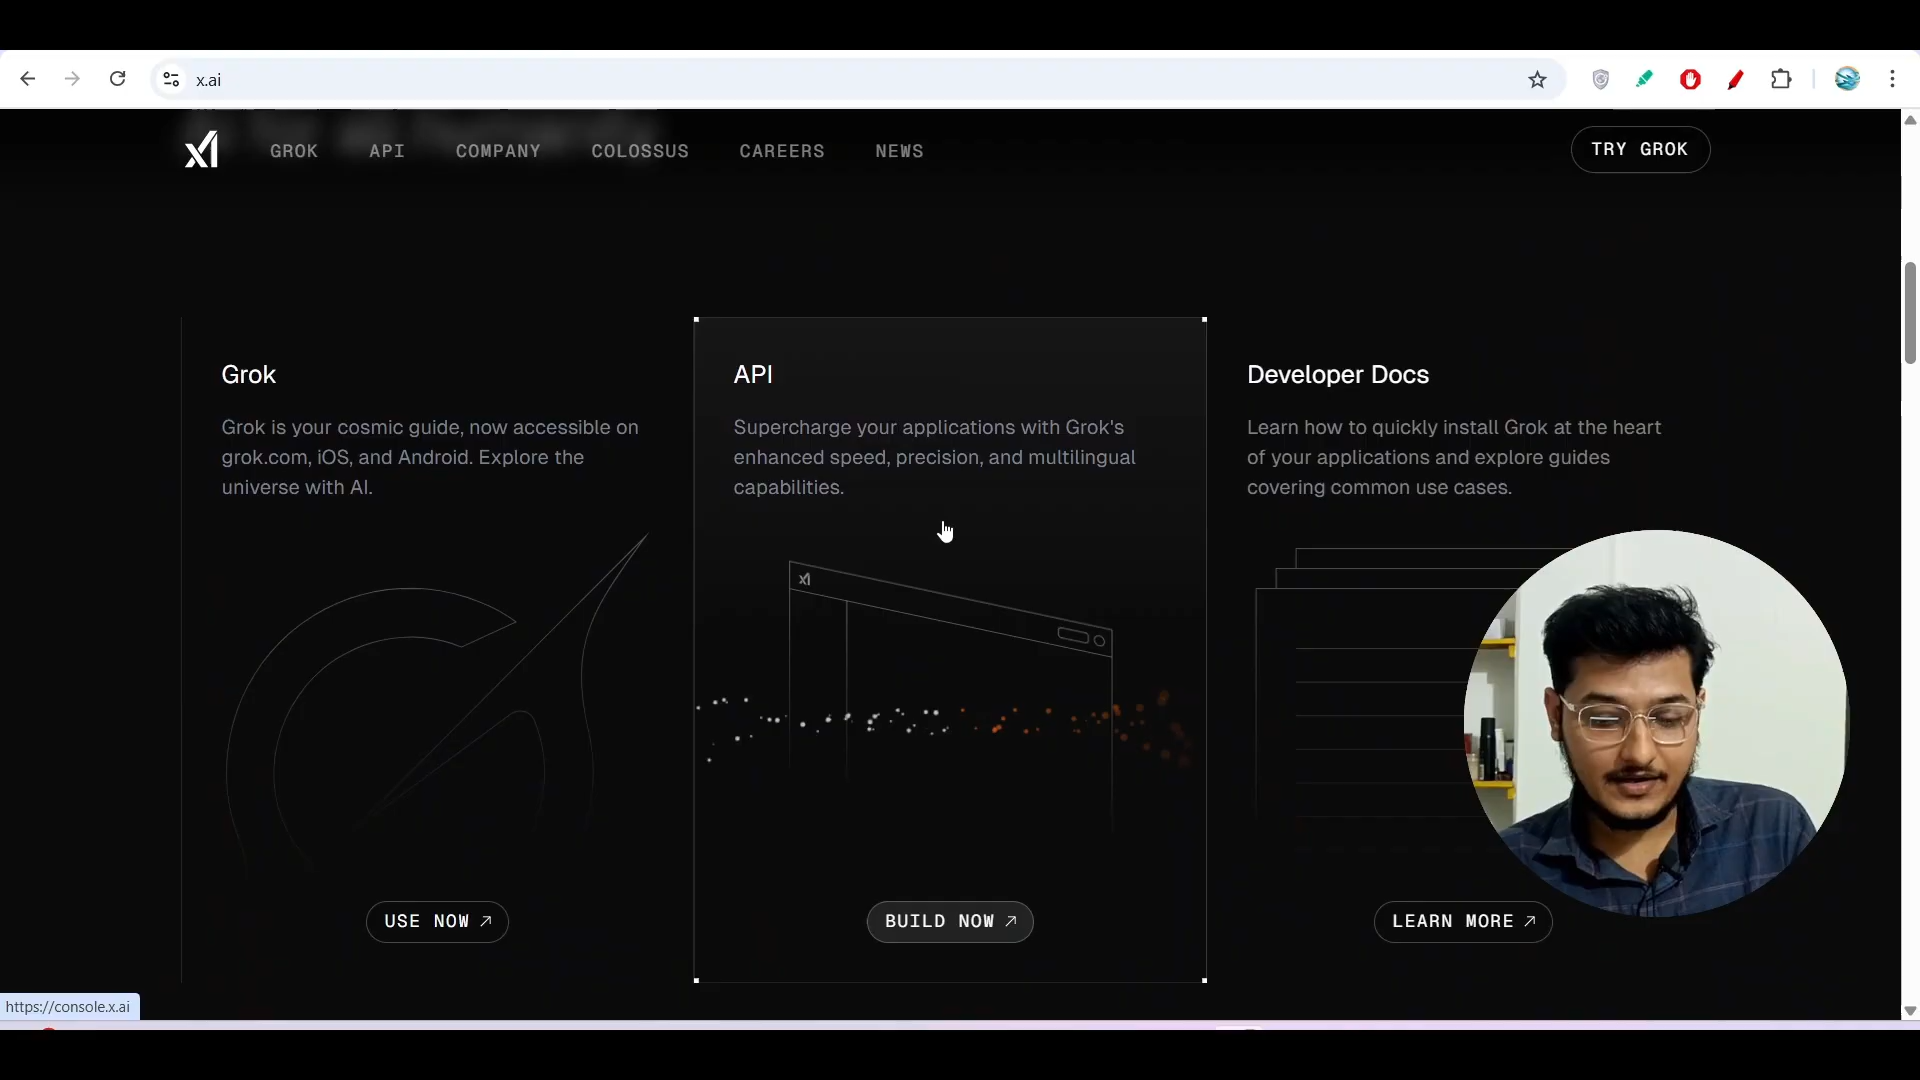 x.ai
GROK
API
COMPANY
COLOSSUS
CAREERS
NEWS
TRY GROK
Grok
Grok is your cosmic guide, now accessible on
grok.com, iOS, and Android. Explore the
universe with AI.
USE NOW
API
Supercharge your applications with Grok's
enhanced speed, precision, and multilingual
capabilities.
BUILD NOW
Developer Docs
Learn how to quickly install Grok at the heart
of your applications and explore guides
covering common use cases.
LEARN MORE
https://console.x.ai